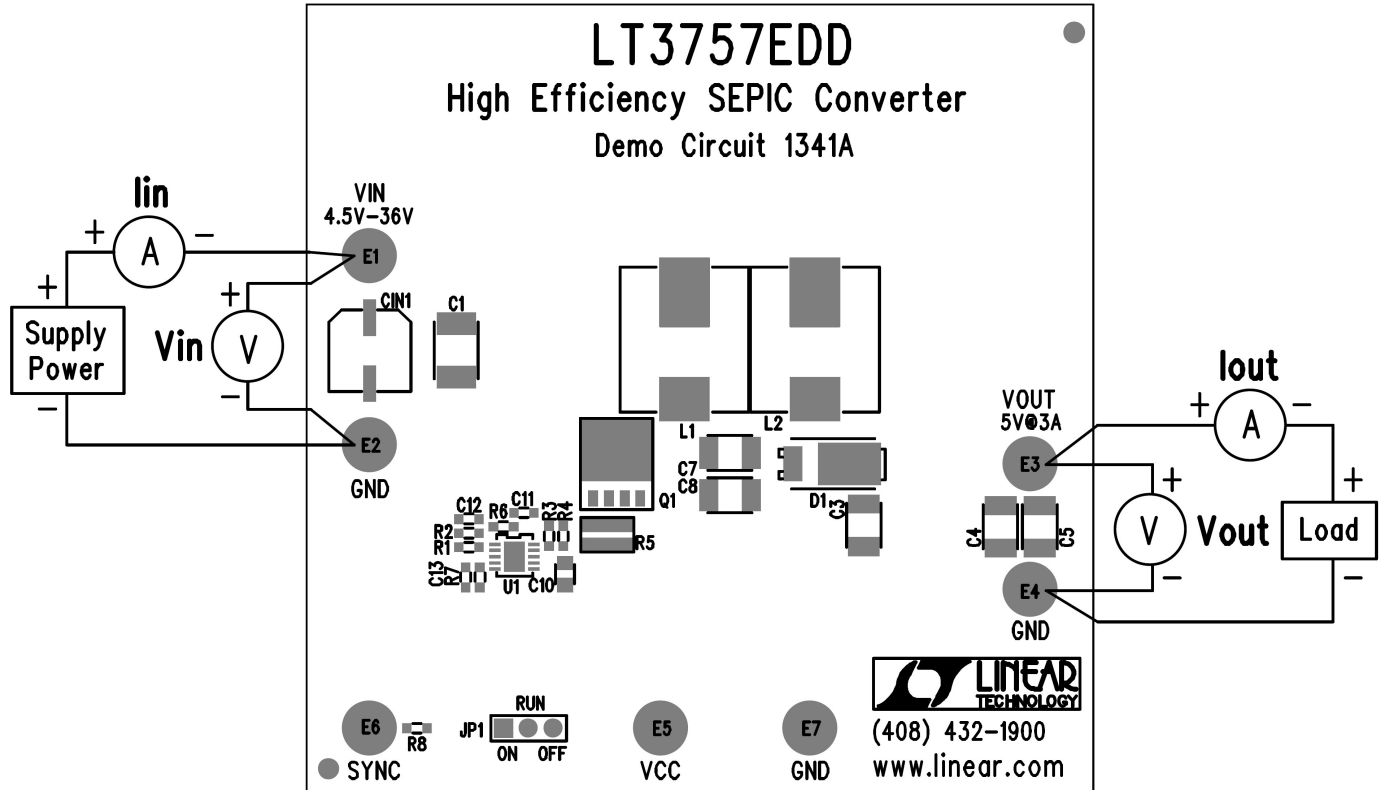 LT3757EDD
High Efficiency SEPIC Converter
Demo Circuit 1341A
Iin
+
A
-
VIN
4.5V-36V
E1
+
Supply
Power
-
+
Vin
V
-
CIN1
C1
E2
GND
L1
L2
C7
C8
Q1
D1
C3
C12
C11
R6
R3
R4
R2
R1
R5
C13
R7
U1
C10
VOUT
5V@3A
E3
Iout
+
A
-
C4
C5
+
V
Vout
-
+
Load
-
E4
GND
LINEAR
TECHNOLOGY
(408) 432-1900
www.linear.com
E6
SYNC
R8
RUN
JP1
ON OFF
E5
VCC
E7
GND